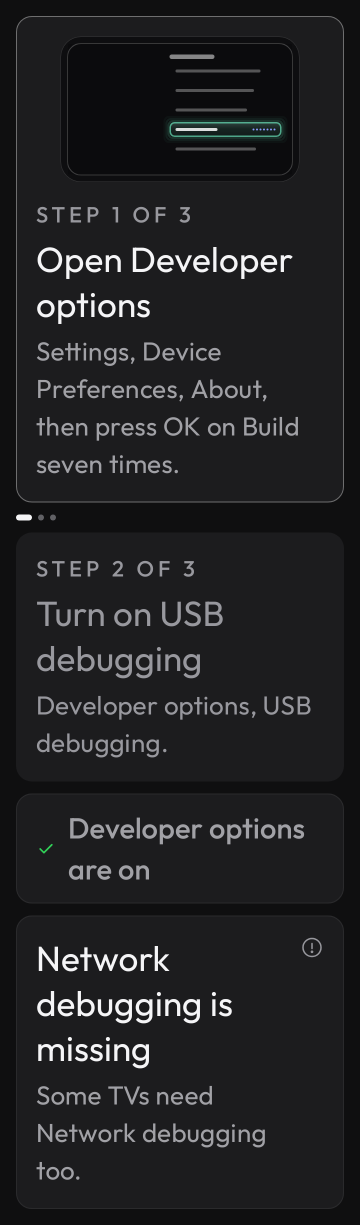 STEP 1 OF 3
Open Developer
options
Settings, Device
Preferences, About,
then press OK on Build
seven times.
STEP 2 OF 3
Turn on USB
debugging
Developer options, USB
debugging.
Developer options
are on
Network
debugging is
missing
Some TVs need
Network debugging
too.